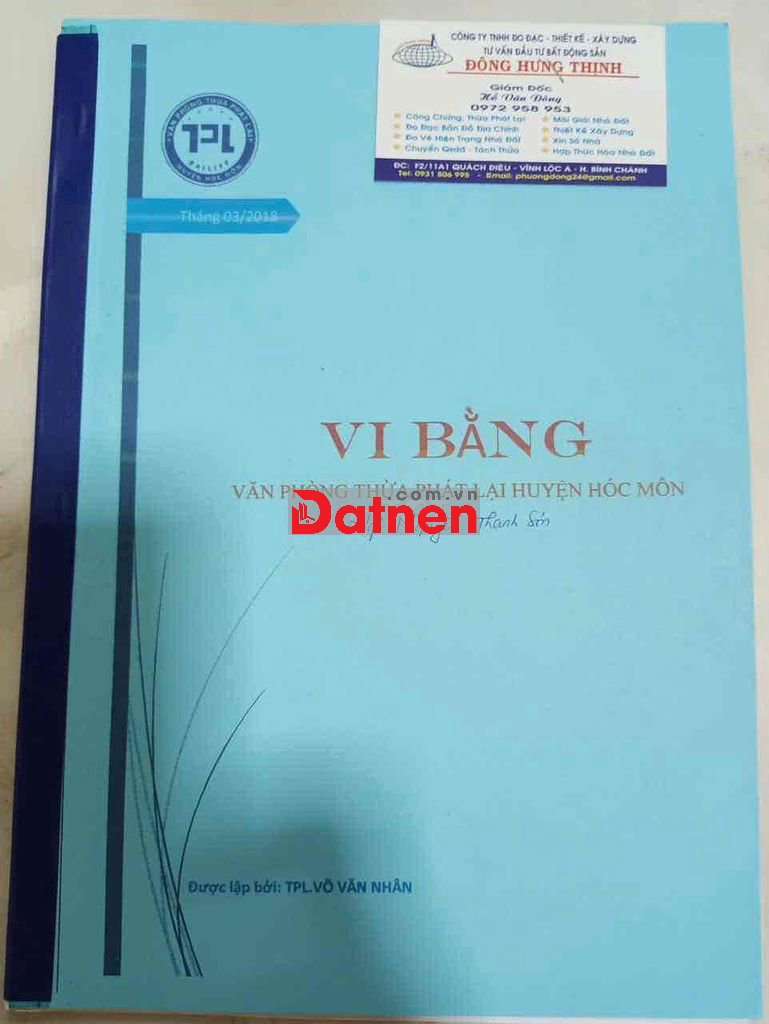 CÔNG TY TNHH ĐO ĐẠC - THIẾT KẾ - XÂY DỰNG
TƯ VẤN ĐẦU TƯ BẤT ĐỘNG SẢN
ĐÔNG HƯNG THỊNH
Giám Đốc
Hồ Văn Đông
0972 958 953
Công Chứng, Thừa Phát Lại
Đo Đạc Bản Đồ Địa Chính
Đo Vẽ Hiện Trạng Nhà Đất
Chuyển Qsdđ - Tách Thửa
Môi Giới Nhà Đất
Thiết Kế Xây Dựng
Xin Số Nhà
Hợp Thức Hóa Nhà Đất
ĐC: F2/11A1 QUÁCH ĐIÊU - VĨNH LỘC A - H. BÌNH CHÁNH
Tel: 0931 806 995 - Email: phuongdong26@gmail.com
VĂN PHÒNG THỪA PHÁT LẠI
TPL
BAILIFF
HUYỆN HÓC MÔN
Tháng 03/2018
VI BẰNG
VĂN PHÒNG THỪA PHÁT LẠI HUYỆN HÓC MÔN
.com.vn
Datnen
Thanh Sơn
Được lập bởi: TPL.VÕ VĂN NHÂN